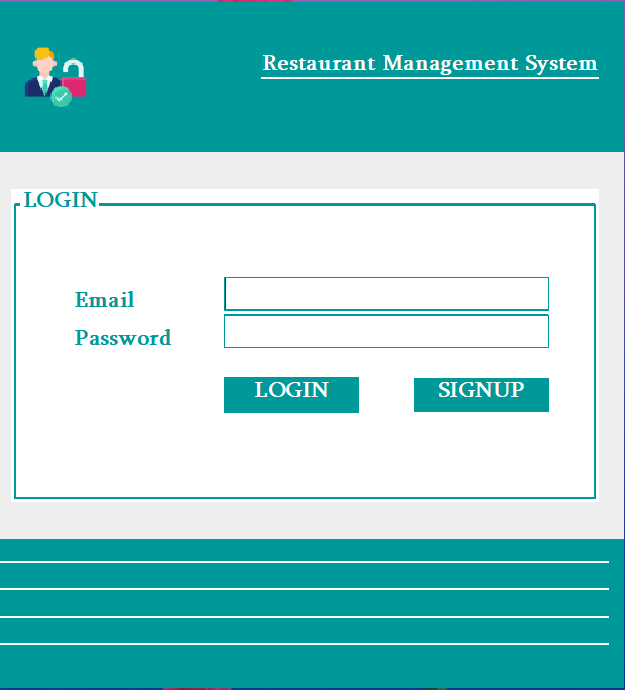 Restaurant Management System
LOGIN
Email
Password
LOGIN SIGNUP